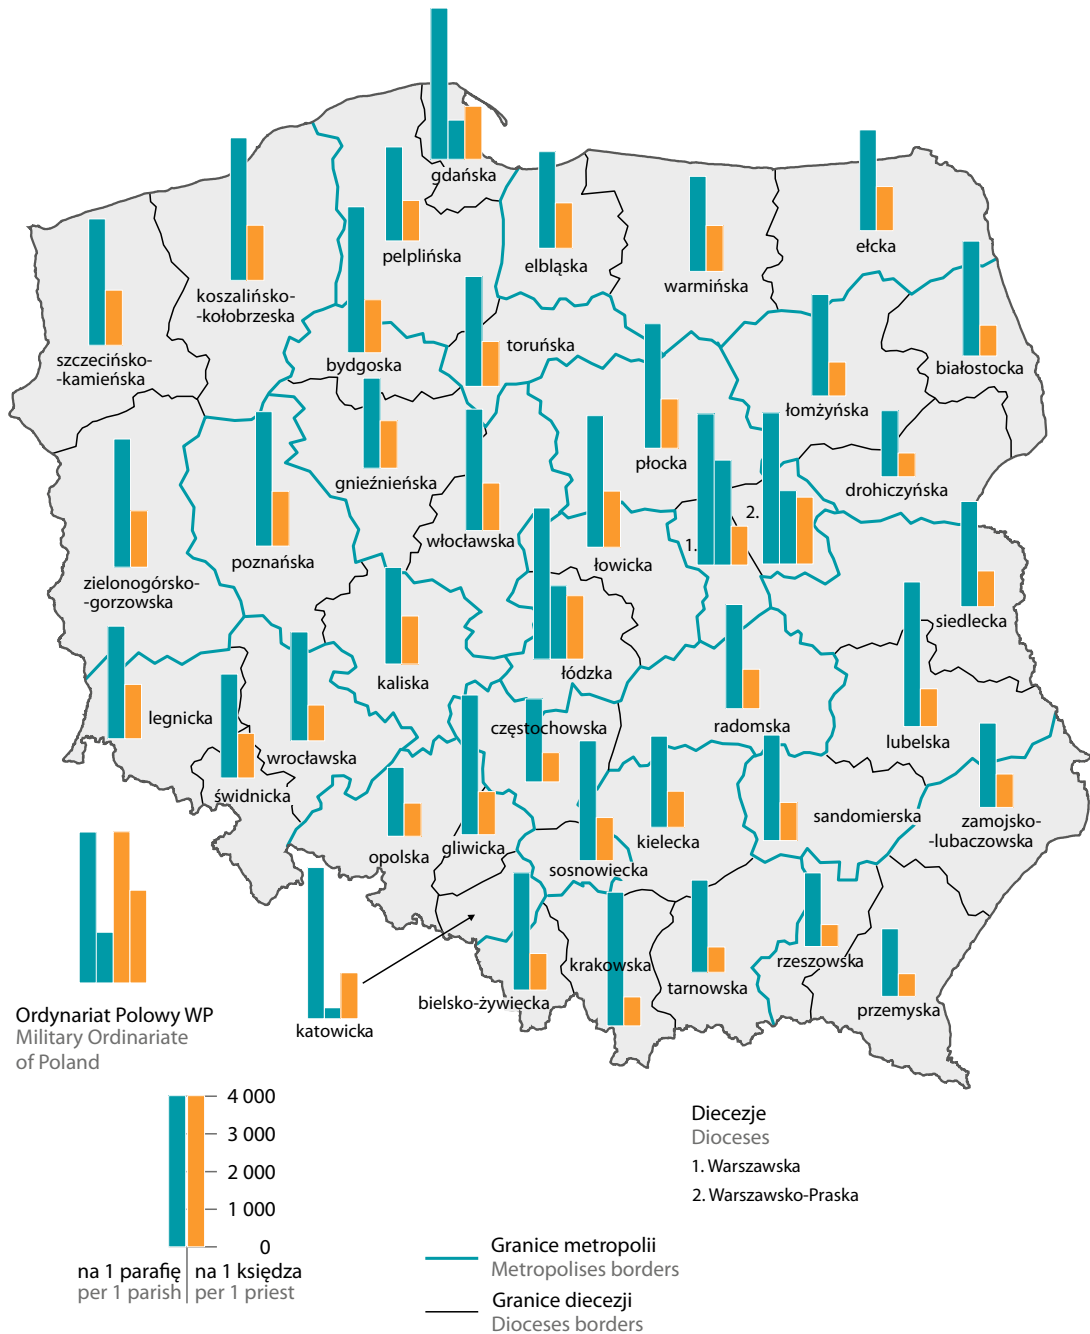 gdańska
pelplińska
elbląska
warmińska
ełcka
koszalińsko-
-kołobrzeska
szczecińsko-
-kamieńska
bydgoska
toruńska
białostocka
łomżyńska
płocka
gnieźnieńska
drohiczyńska
włocławska
poznańska
łowicka
1.
2.
zielonogórsko-
-gorzowska
siedlecka
kaliska
łódzka
legnicka
wrocławska
częstochowska
radomska
lubelska
świdnicka
opolska
gliwicka
sosnowiecka
kielecka
sandomierska
zamojsko-
-lubaczowska
krakowska
rzeszowska
tarnowska
bielsko-żywiecka
przemyska
katowicka
Ordynariat Polowy WP
Military Ordinariate
of Poland
4 000
3 000
2 000
1 000
0
na 1 parafię
per 1 parish
na 1 księdza
per 1 priest
Diecezje
Dioceses
1. Warszawska
2. Warszawsko-Praska
Granice metropolii
Metropolises borders
Granice diecezji
Dioceses borders